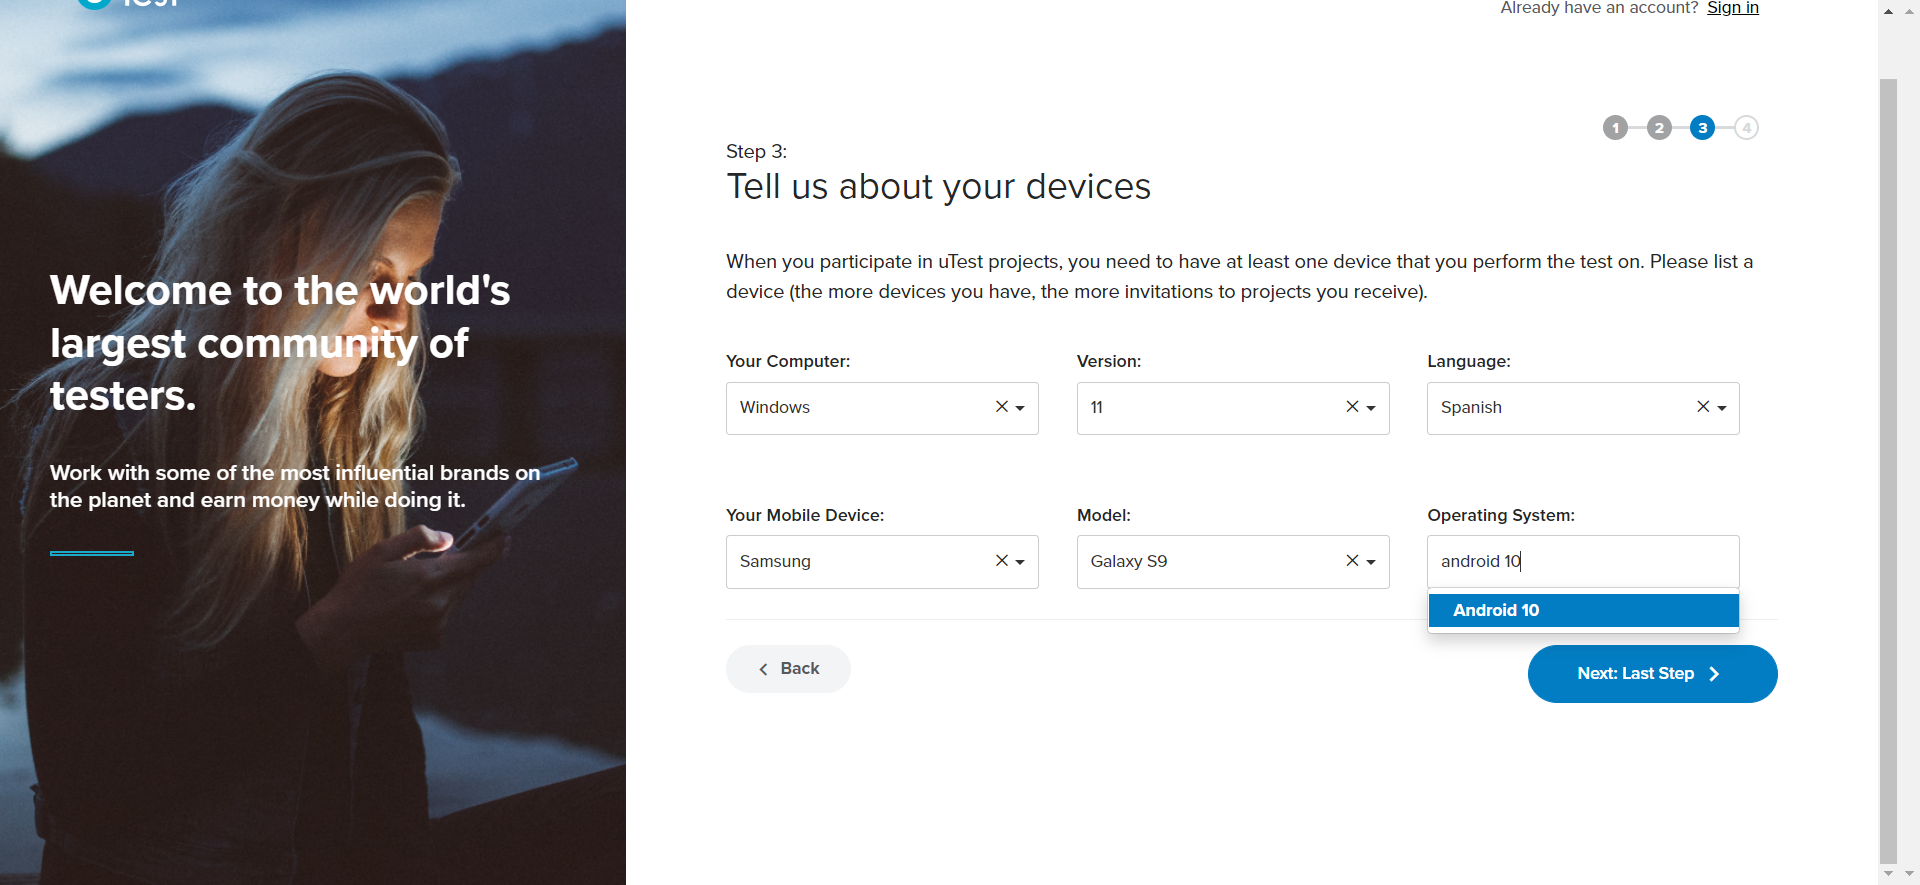 Already have an account? Sign in
1 2 3 4
Step 3:
Tell us about your devices
Welcome to the world's
largest community of
testers.
Work with some of the most influential brands on
the planet and earn money while doing it.
When you participate in uTest projects, you need to have at least one device that you perform the test on. Please list a
device (the more devices you have, the more invitations to projects you receive).
Your Computer: Version: Language:
Windows 11 Spanish
Your Mobile Device: Model: Operating System:
Samsung Galaxy S9 android 10
Android 10
Back Next: Last Step